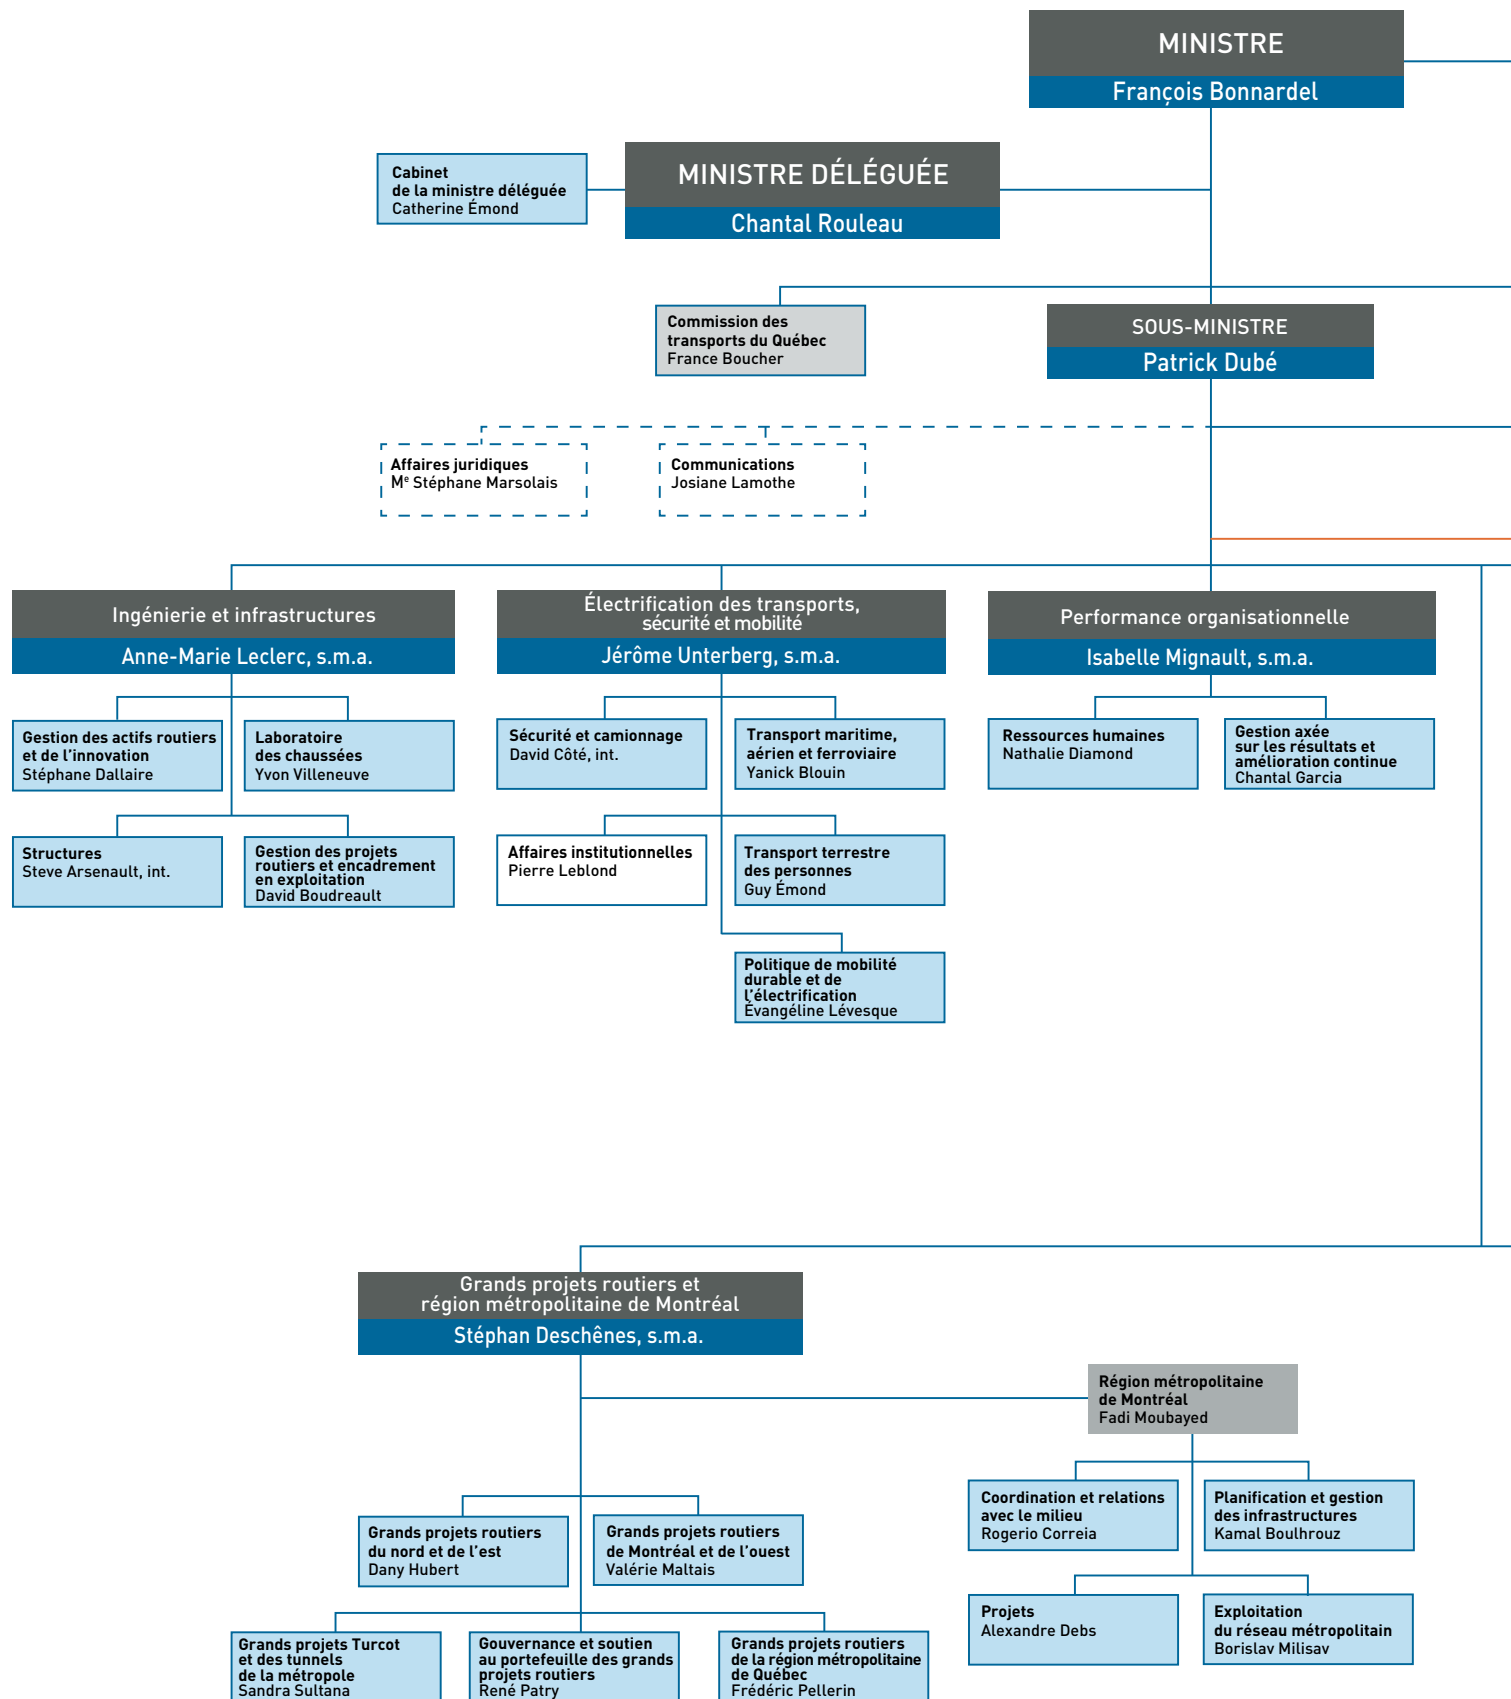 MINISTRE
François Bonnardel
MINISTRE DÉLÉGUÉE
Chantal Rouleau
Cabinet
de la ministre déléguée
Catherine Émond
Commission des
transports du Québec
France Boucher
SOUS-MINISTRE
Patrick Dubé
Affaires juridiques
Mᵉ Stéphane Marsolais
Communications
Josiane Lamothe
Ingénierie et infrastructures
Anne-Marie Leclerc, s.m.a.
Gestion des actifs routiers
et de l’innovation
Stéphane Dallaire
Laboratoire
des chaussées
Yvon Villeneuve
Structures
Steve Arsenault, int.
Gestion des projets
routiers et encadrement
en exploitation
David Boudreault
Électrification des transports,
sécurité et mobilité
Jérôme Unterberg, s.m.a.
Sécurité et camionnage
David Côté, int.
Transport maritime,
aérien et ferroviaire
Yanick Blouin
Affaires institutionnelles
Pierre Leblond
Transport terrestre
des personnes
Guy Émond
Politique de mobilité
durable et de
l’électrification
Évangéline Lévesque
Performance organisationnelle
Isabelle Mignault, s.m.a.
Ressources humaines
Nathalie Diamond
Gestion axée
sur les résultats et
amélioration continue
Chantal Garcia
Grands projets routiers et
région métropolitaine de Montréal
Stéphan Deschênes, s.m.a.
Région métropolitaine
de Montréal
Fadi Moubayed
Coordination et relations
avec le milieu
Rogerio Correia
Planification et gestion
des infrastructures
Kamal Boulhrouz
Projets
Alexandre Debs
Exploitation
du réseau métropolitain
Borislav Milisav
Grands projets routiers
du nord et de l’est
Dany Hubert
Grands projets routiers
de Montréal et de l’ouest
Valérie Maltais
Grands projets Turcot
et des tunnels
de la métropole
Sandra Sultana
Gouvernance et soutien
au portefeuille des grands
projets routiers
René Patry
Grands projets routiers
de la région métropolitaine
de Québec
Frédéric Pellerin